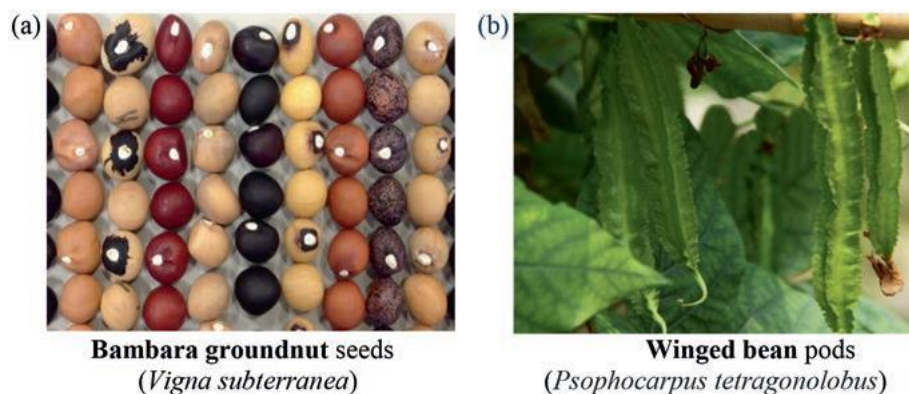 (a)
(b)
Bambara groundnut seeds
(Vigna subterranea)
Winged bean pods
(Psophocarpus tetragonolobus)